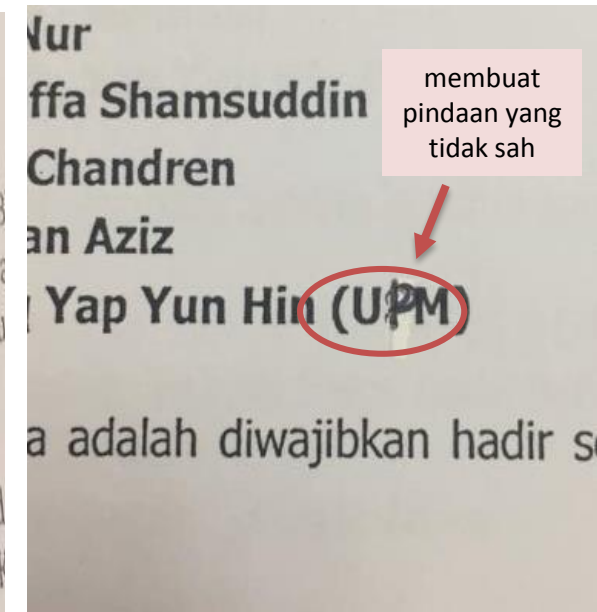 Nur
ffa Shamsuddin
Chandren
an Aziz
Yap Yun Hin (UPM)
a adalah diwajibkan hadir
membuat
pindaan yang
tidak sah